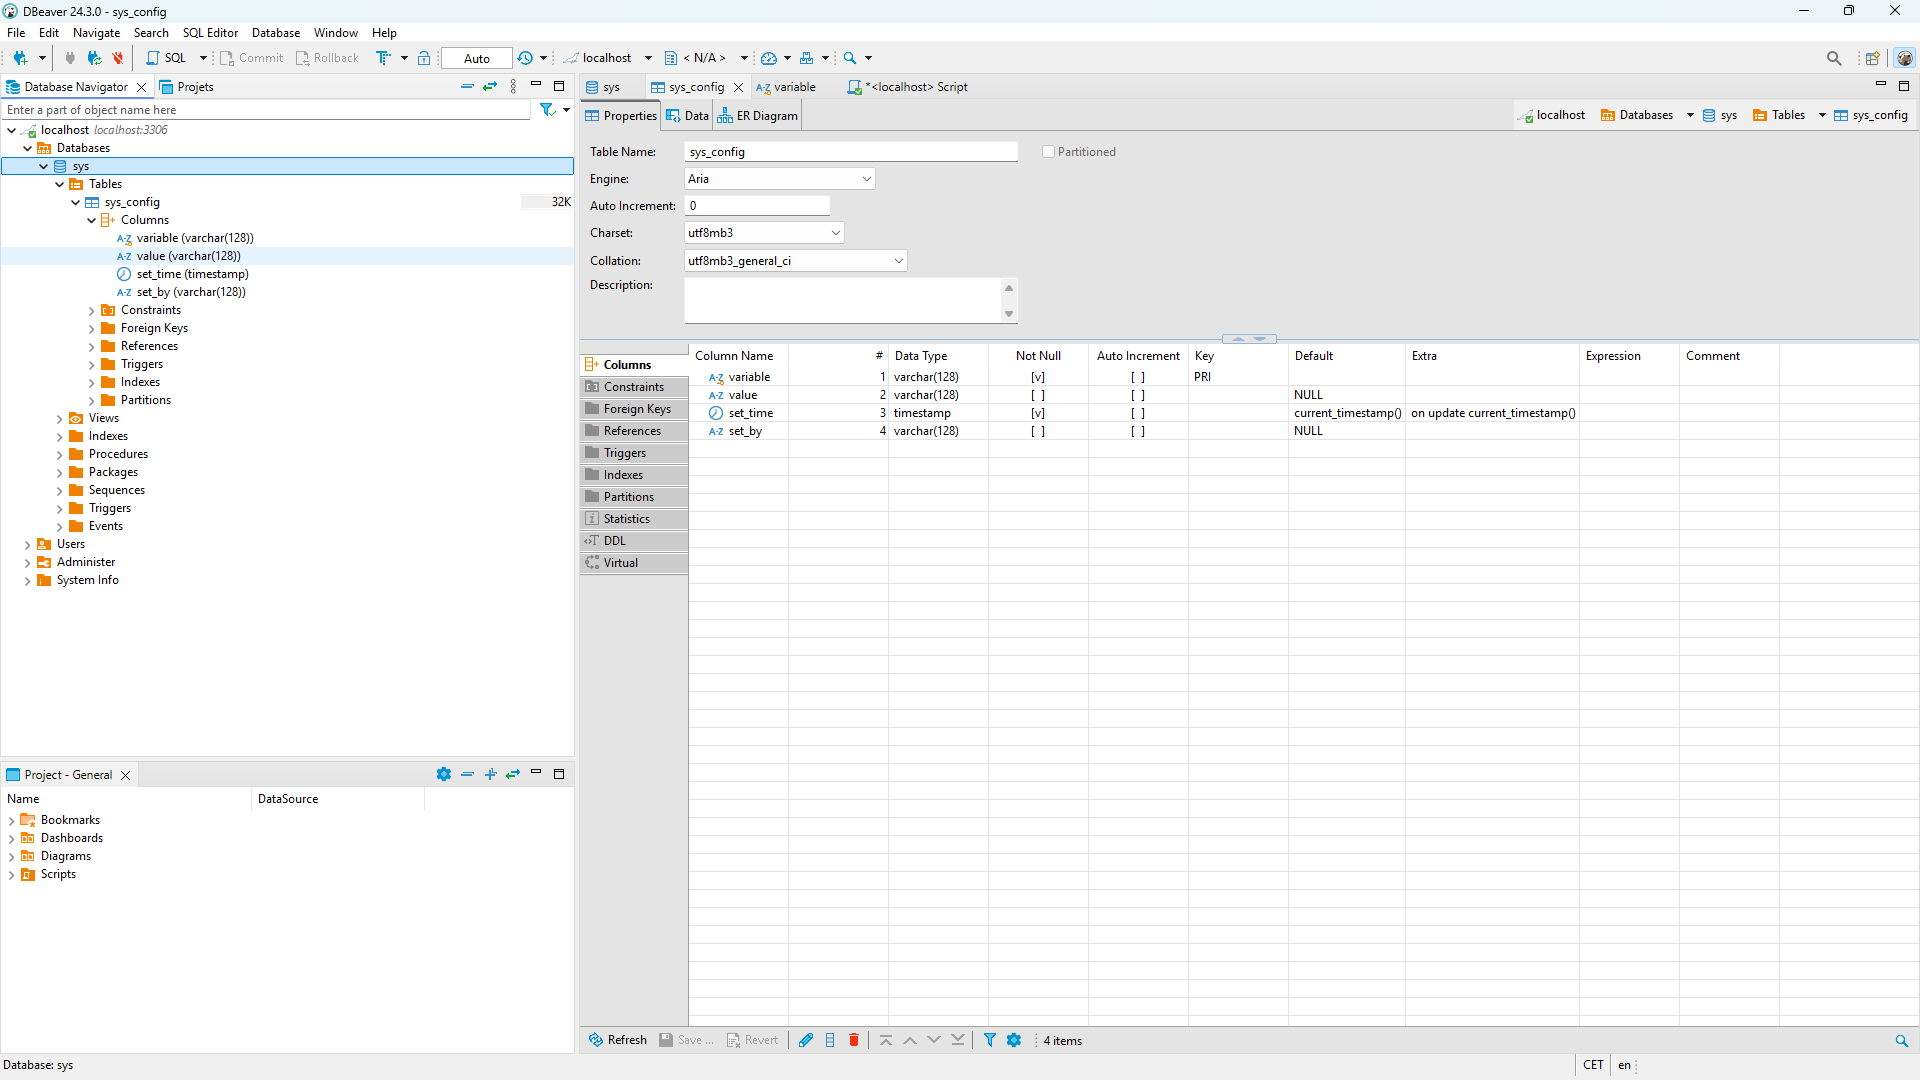 DBeaver 24.3.0 - sys_config
File Edit Navigate Search SQL Editor Database Window Help
SQL Commit Rollback Auto localhost < N/A >
Database Navigator Projets
Enter a part of object name here
localhost localhost:3306
Databases
sys
Tables
sys_config 32K
Columns
variable (varchar(128))
value (varchar(128))
set_time (timestamp)
set_by (varchar(128))
Constraints
Foreign Keys
References
Triggers
Indexes
Partitions
Views
Indexes
Procedures
Packages
Sequences
Triggers
Events
Users
Administer
System Info
Project - General
Name DataSource
Bookmarks
Dashboards
Diagrams
Scripts
sys sys_config variable *<localhost> Script
Properties Data ER Diagram localhost Databases sys Tables sys_config
Table Name: sys_config Partitioned
Engine: Aria
Auto Increment: 0
Charset: utf8mb3
Collation: utf8mb3_general_ci
Description:
Columns
Constraints
Foreign Keys
References
Triggers
Indexes
Partitions
Statistics
DDL
Virtual
Column Name # Data Type Not Null Auto Increment Key Default Extra Expression Comment
variable 1 varchar(128) [v] [ ] PRI
value 2 varchar(128) [ ] [ ] NULL
set_time 3 timestamp [v] [ ] current_timestamp() on update current_timestamp()
set_by 4 varchar(128) [ ] [ ] NULL
Refresh Save ... Revert 4 items
Database: sys CET en